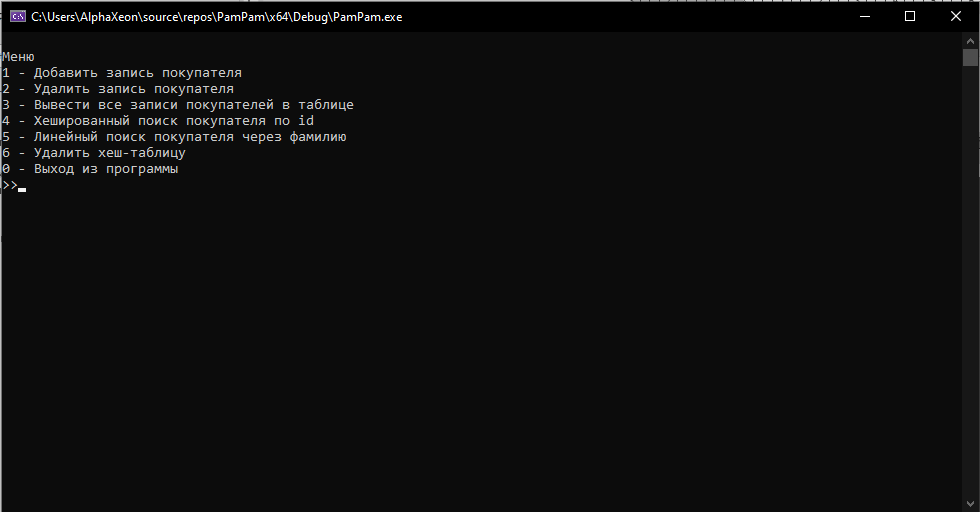 C:\Users\AlphaXeon\source\repos\PamPam\x64\Debug\PamPam.exe
Меню
1 - Добавить запись покупателя
2 - Удалить запись покупателя
3 - Вывести все записи покупателей в таблице
4 - Хешированный поиск покупателя по id
5 - Линейный поиск покупателя через фамилию
6 - Удалить хеш-таблицу
0 - Выход из программы
>>